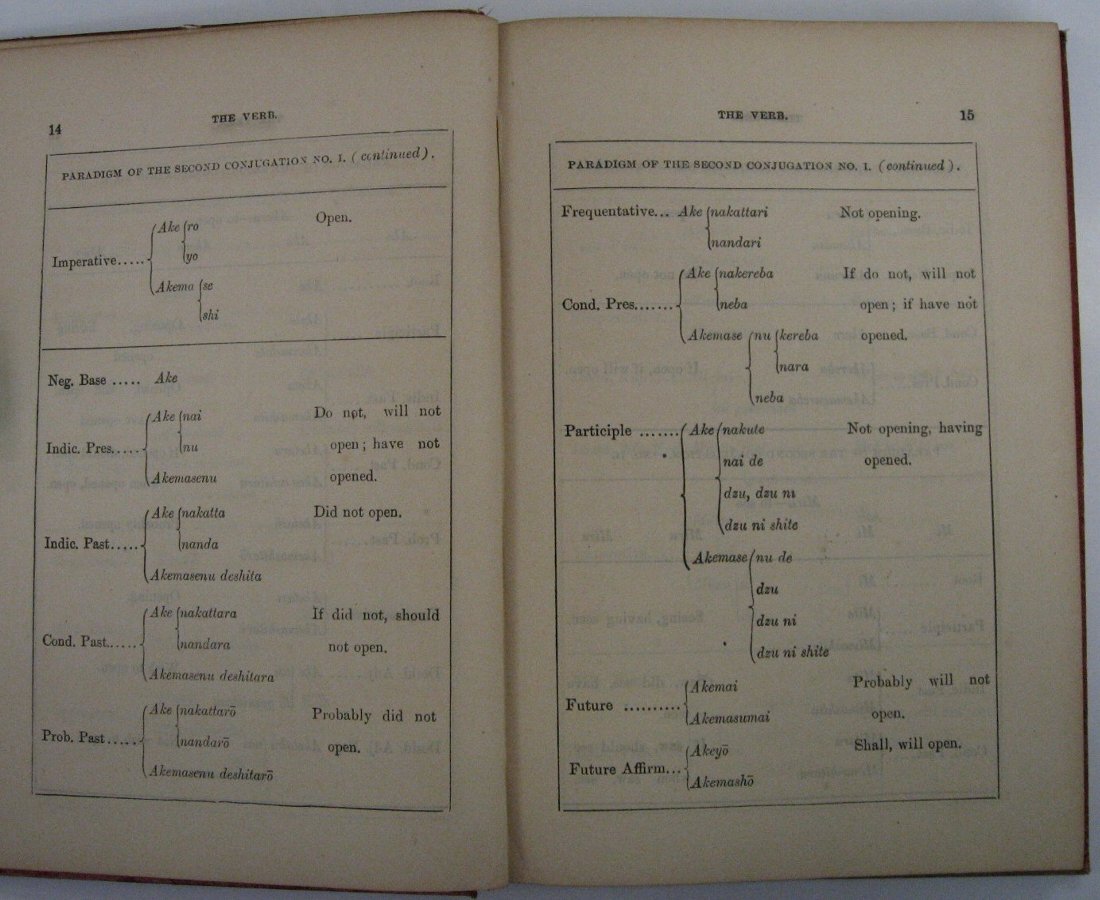 14
THE VERB.
PARADIGM OF THE SECOND CONJUGATION NO. I. (continued).
Imperative..... Ake ro Open.
yo
Akema se
shi
Neg. Base ..... Ake
Indic. Pres..... Ake nai Do not, will not
nu open; have not
Akemasenu opened.
Indic. Past..... Ake nakatta Did not open.
nanda
Akemasenu deshita
Cond. Past..... Ake nakattara If did not, should
nandara not open.
Akemasenu deshitara
Prob. Past..... Ake nakattarō Probably did not
nandarō open.
Akemasenu deshitarō
THE VERB.
15
PARADIGM OF THE SECOND CONJUGATION NO. I. (continued).
Frequentative... Ake nakattari Not opening.
nandari
Cond. Pres....... Ake nakereba If do not, will not
neba open; if have not
Akemase nu kereba opened.
nara
neba
Participle ....... Ake nakute Not opening, having
nai de opened.
dzu, dzu ni
dzu ni shite
Akemase nu de
dzu
dzu ni
dzu ni shite
Future .......... Akemai Probably will not
Akemasumai open.
Future Affirm... Akeyō Shall, will open.
Akemashō